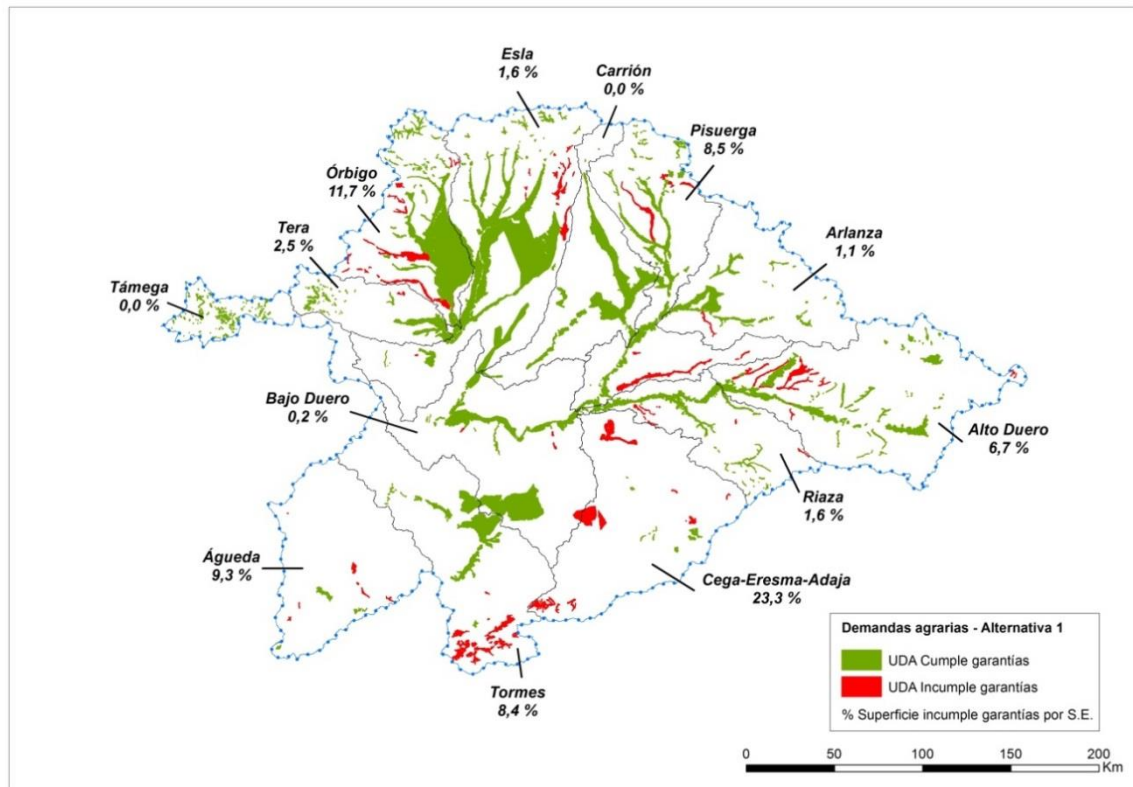 Esla
1,6 %
Carrión
0,0 %
Pisuerga
8,5 %
Órbigo
11,7 %
Tera
2,5 %
Arlanza
1,1 %
Támega
0,0 %
Bajo Duero
0,2 %
Alto Duero
6,7 %
Riaza
1,6 %
Águeda
9,3 %
Cega-Eresma-Adaja
23,3 %
Tormes
8,4 %
Demandas agrarias - Alternativa 1
UDA Cumple garantías
UDA Incumple garantías
% Superficie incumple garantías por S.E.
0 50 100 150 200
Km